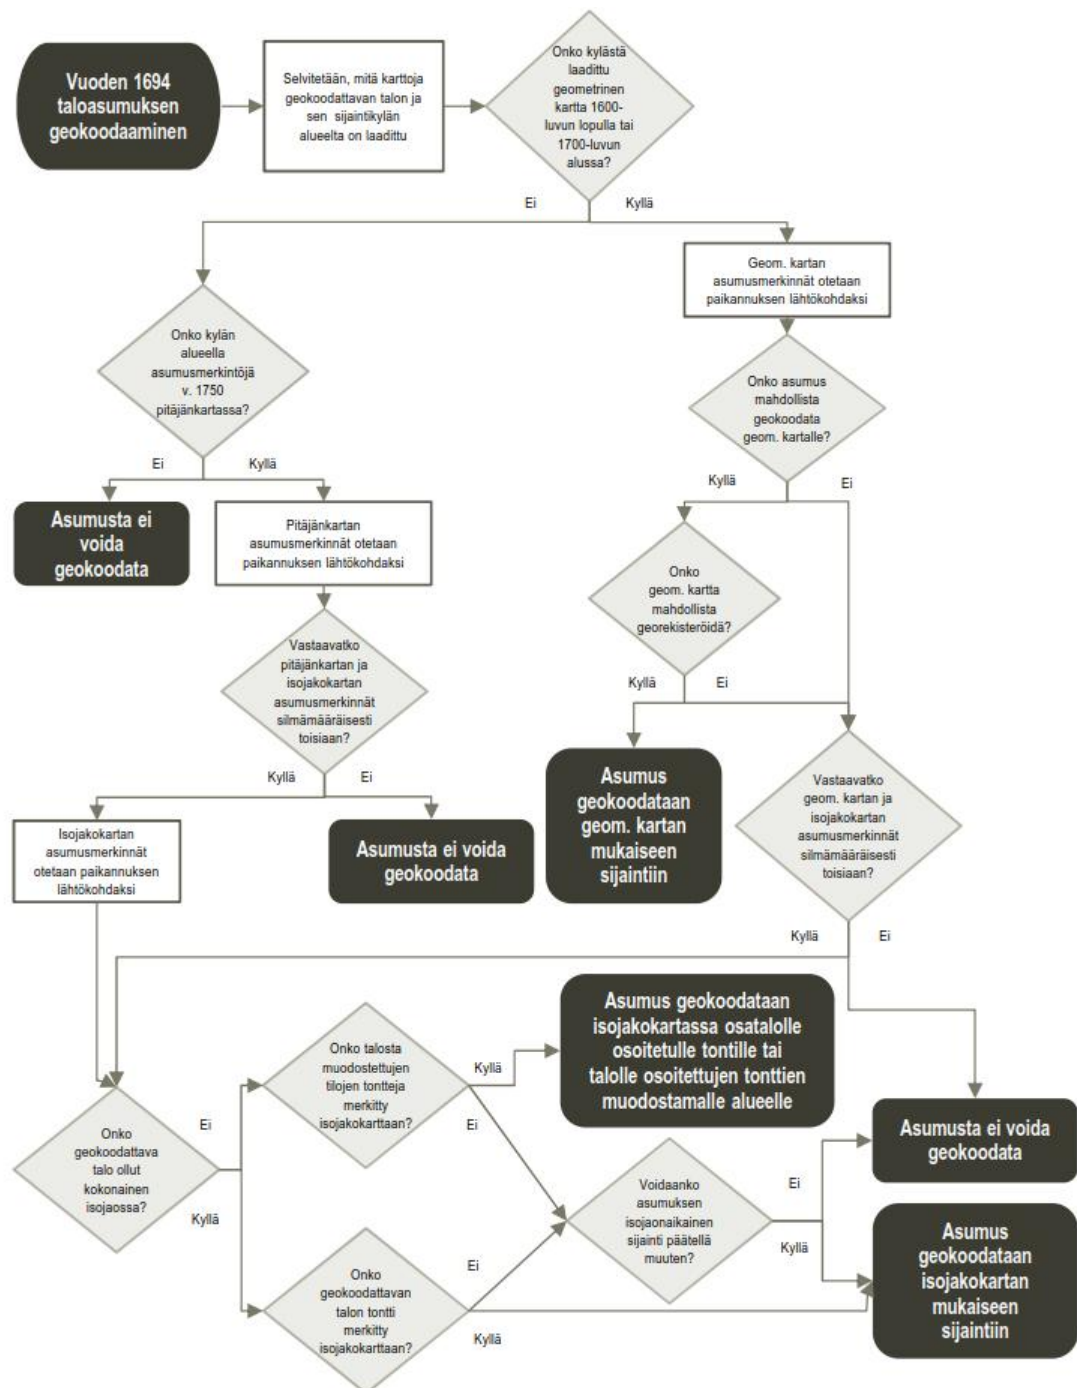 Vuoden 1694
taloasumuksen
geokoodaaminen
Selvitetään, mitä karttoja
geokoodattavan talon ja
sen sijaintikylän
alueelta on laadittu
Onko kylästä
laadittu
geometrinen
kartta 1600-
luvun lopulla tai
1700-luvun
alussa?
Ei
Kyllä
Geom. kartan
asumusmerkinnät otetaan
paikannuksen lähtökohdaksi
Onko kylän
alueella
asumusmerkintöjä
v. 1750
pitäjänkartassa?
Onko asumus
mahdollista
geokoodata
geom. kartalle?
Ei
Kyllä
Kyllä
Ei
Asumusta ei
voida
geokoodata
Pitäjänkartan
asumusmerkinnät otetaan
paikannuksen lähtökohdaksi
Onko
geom. kartta
mahdollista
georekisteröidä?
Vastaavatko
pitäjänkartan ja
isojakokartan
asumusmerkinnät
silmämääräisesti
toisiaan?
Kyllä
Ei
Kyllä
Ei
Asumus
geokoodataan
geom. kartan
mukaiseen
sijaintiin
Vastaavatko
geom. kartan ja
isojakokartan
asumusmerkinnät
silmämääräisesti
toisiaan?
Isojakokartan
asumusmerkinnät
otetaan paikannuksen
lähtökohdaksi
Asumusta ei voida
geokoodata
Kyllä
Ei
Asumus geokoodataan
isojakokartassa osatalolle
osoitetulle tontille tai
talolle osoitettujen tonttien
muodostamalle alueelle
Onko talosta
muodostettujen
tilojen tontteja
merkitty
isojakokarttaan?
Kyllä
Ei
Ei
Onko
geokoodattava
talo ollut
kokonainen
isojaossa?
Kyllä
Asumusta ei voida
geokoodata
Voidaanko
asumuksen
isojaonaikainen
sijainti päätellä
muuten?
Ei
Kyllä
Asumus
geokoodataan
isojakokartan
mukaiseen
sijaintiin
Onko
geokoodattavan
talon tontti
merkitty
isojakokarttaan?
Ei
Kyllä